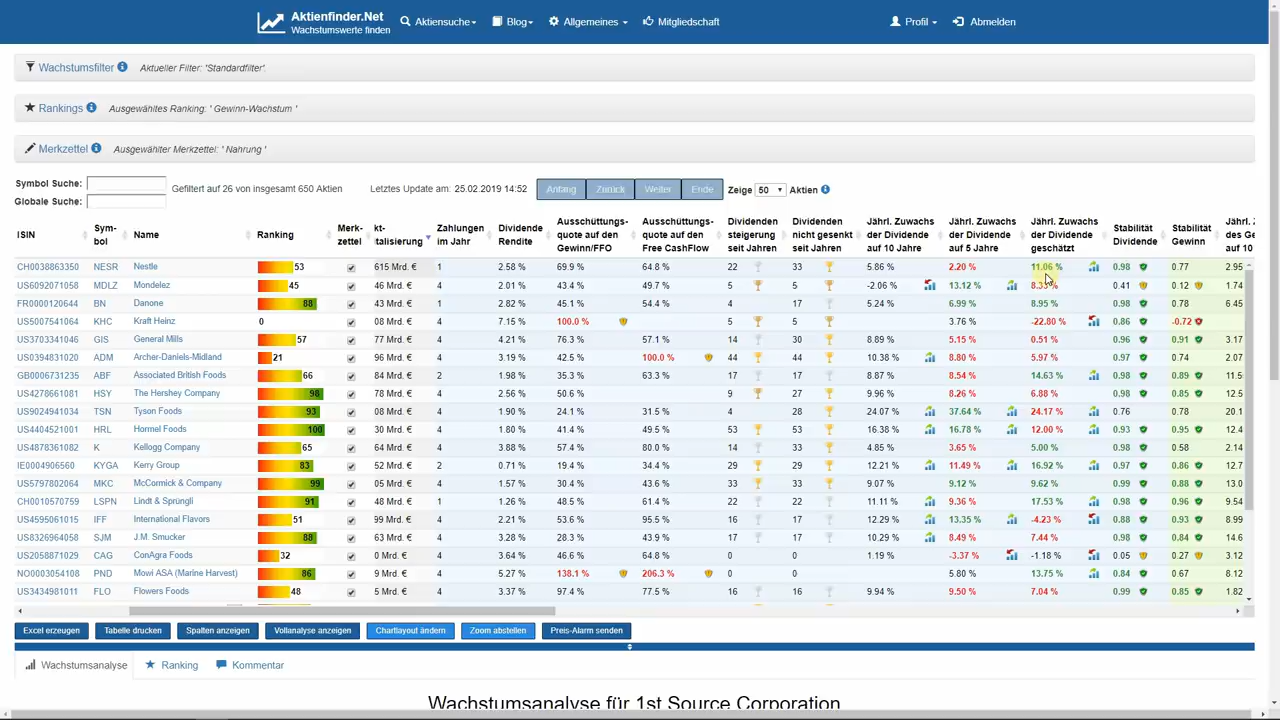 Aktienfinder.Net
Wachstumswerte finden
Aktiensuche
Blog
Allgemeines
Mitgliedschaft
Profil
Abmelden
Wachstumsfilter Aktueller Filter: 'Standardfilter'
Rankings Ausgewähltes Ranking: ' Gewinn-Wachstum '
Merkzettel Ausgewählter Merkzettel: ' Nahrung '
Symbol Suche:
Globale Suche:
Gefiltert auf 26 von insgesamt 650 Aktien
Letztes Update am: 25.02.2019 14:52
Anfang Zurück Weiter Ende Zeige 50 Aktien
ISIN
Sym-
bol
Name
Ranking
Merk-
zettel
kt-
italisierung
Zahlungen
im Jahr
Dividende
Rendite
Ausschüttungs-
quote auf den
Gewinn/FFO
Ausschüttungs-
quote auf den
Free CashFlow
Dividenden
steigerung
seit Jahren
Dividenden
nicht gesenkt
seit Jahren
Jährl. Zuwachs
der Dividende
auf 10 Jahre
Jährl. Zuwachs
der Dividende
auf 5 Jahre
Jährl. Zuwachs
der Dividende
geschätzt
Stabilität
Dividende
Stabilität
Gewinn
Jährl. Z
des Ge
auf 10
CH0038863350 NESR Nestle 53 615 Mrd. € 1 2.58 % 69.9 % 64.8 % 22 33 5.86 % 2.20 % 11.06 % 0.98 0.77 2.95
US6092071058 MDLZ Mondelez 45 46 Mrd. € 4 2.01 % 43.4 % 49.7 % 5 5 -2.06 % 13.12 % 0.41 0.12 1.74
FR0000120644 BN Danone 88 83 Mrd. € 1 2.85 % 45.1 % 54.4 % 4 17 5.24 % 6.99 % 8.95 % 0.98 0.78 6.45
US5007541064 KHC Kraft Heinz 0 08 Mrd. € 4 7.15 % 100.0 % 5 5 3.76 % -22.80 % 0.86 -0.72
US3703341046 GIS General Mills 57 77 Mrd. € 4 4.21 % 76.3 % 57.1 % 14 30 8.89 % 5.15 % 0.51 % 0.96 0.91 3.17
US0394831020 ADM Archer-Daniels-Midland 21 96 Mrd. € 4 3.19 % 42.5 % 100.0 % 44 44 10.38 % 8.80 % 5.97 % 0.97 0.74 2.07
GB0006731235 ABF Associated British Foods 66 84 Mrd. € 2 1.98 % 35.3 % 63.3 % 17 17 8.87 % 8.54 % 14.63 % 0.98 0.89 11.5
US4278661081 HSY The Hershey Company 98 78 Mrd. € 4 2.56 % 50.6 % 9 27 9.96 % 8.26 % 6.88 % 0.98 0.85 12.5
US9024941034 TSN Tyson Foods 93 08 Mrd. € 4 1.90 % 24.1 % 31.5 % 4 28 24.07 % 37.64 % 24.17 % 0.76 0.78 20.1
US4404521001 HRL Hormel Foods 100 30 Mrd. € 4 1.80 % 41.4 % 49.5 % 53 53 16.38 % 16.78 % 12.00 % 0.93 0.95 12.4
US4878361082 K Kellogg Company 65 64 Mrd. € 4 3.88 % 57.4 % 80.0 % 14 51 4.85 % 3.65 % 5.00 % 0.98 0.58 2.14
IE0004906560 KYGA Kerry Group 83 52 Mrd. € 2 0.71 % 19.4 % 34.4 % 29 29 12.21 % 11.49 % 16.92 % 0.97 0.86 12.7
US5797802064 MKC McCormick & Company 99 05 Mrd. € 4 1.57 % 30.4 % 43.6 % 33 33 9.07 % 9.12 % 9.62 % 0.99 0.88 13.0
CH0010570759 LSPN Lindt & Sprüngli 91 48 Mrd. € 1 1.26 % 48.5 % 61.4 % 22 22 11.11 % 9.36 % 17.53 % 0.98 0.96 9.54
US4595061015 IFF International Flavors 51 99 Mrd. € 4 2.21 % 53.6 % 95.5 % 16 17 12.29 % 13.35 % -4.23 % 0.88 0.93 8.99
US8326964058 SJM J.M. Smucker 88 63 Mrd. € 4 3.28 % 28.3 % 43.9 % 17 17 10.29 % 8.49 % 7.44 % 0.98 0.84 14.6
US2058871029 CAG ConAgra Foods 32 0 Mrd. € 4 3.64 % 46.6 % 64.8 % 0 0 1.19 % -3.37 % -1.18 % 0.05 0.27 3.12
NO0003054108 PND Mowi ASA (Marine Harvest) 86 9 Mrd. € 4 5.27 % 138.1 % 206.3 % 0 0 5.80 % 13.75 % 0.84 0.67 8.12
US3434981011 FLO Flowers Foods 48 5 Mrd. € 4 3.37 % 97.4 % 77.5 % 16 16 9.94 % 9.50 % 7.04 % 0.99 0.85 1.82
Excel erzeugen Tabelle drucken Spalten anzeigen Vollanalyse anzeigen Chartlayout ändern Zoom abstellen Preis-Alarm senden
Wachstumsanalyse Ranking Kommentar
Wachstumsanalyse für 1st Source Corporation